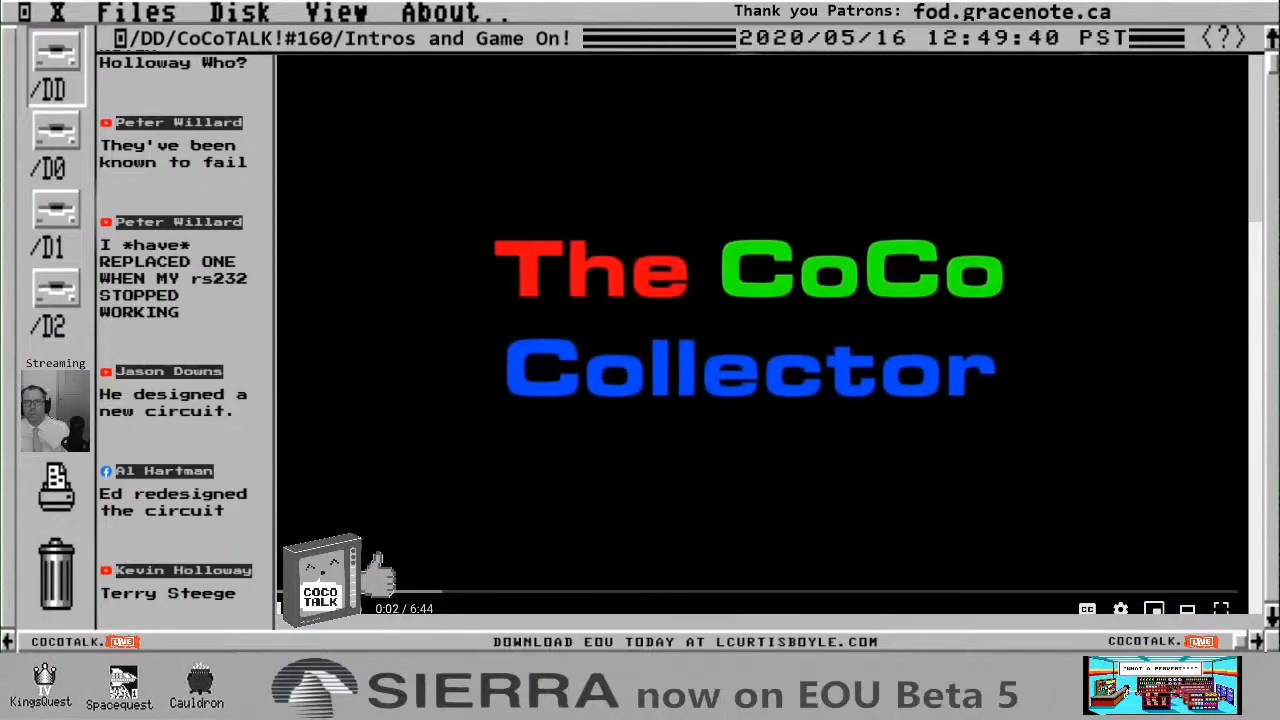 X Files Disk View About..
Thank you Patrons: fod.gracenote.ca
/DD/CoCoTALK!#160/Intros and Game On!
2020/05/16 12:49:40 PST
(?)
/DD
/D0
/D1
/D2
Streaming
Holloway Who?
Peter Willard
They've been
known to fail
Peter Willard
I *have*
REPLACED ONE
WHEN MY rs232
STOPPED
WORKING
Jason Downs
He designed a
new circuit.
Al Hartman
Ed redesigned
the circuit
Kevin Holloway
Terry Steege
The CoCo
Collector
COCO
TALK
0:02 / 6:44
CC
COCOTALK.LIVE
DOWNLOAD EOU TODAY AT LCURTISBOYLE.COM
COCOTALK.LIVE
IV
KingsQuest
Spacequest
Cauldron
SIERRA now on EOU Beta 5